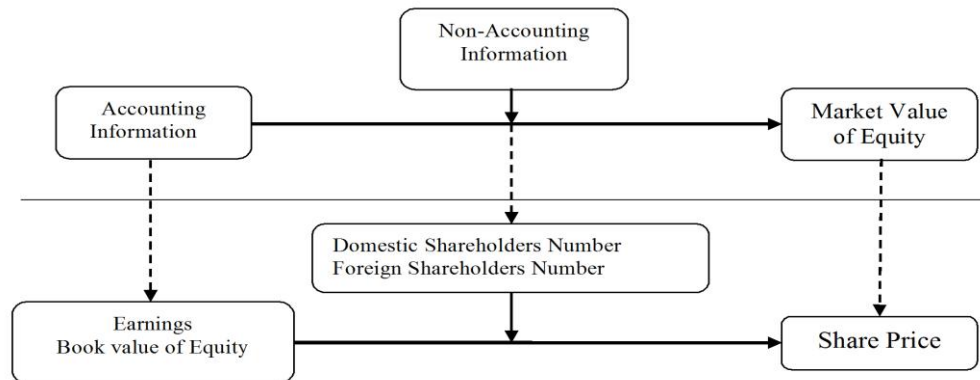 Non-Accounting
Information
Accounting
Information
Market Value
of Equity
Domestic Shareholders Number
Foreign Shareholders Number
Earnings
Book value of Equity
Share Price